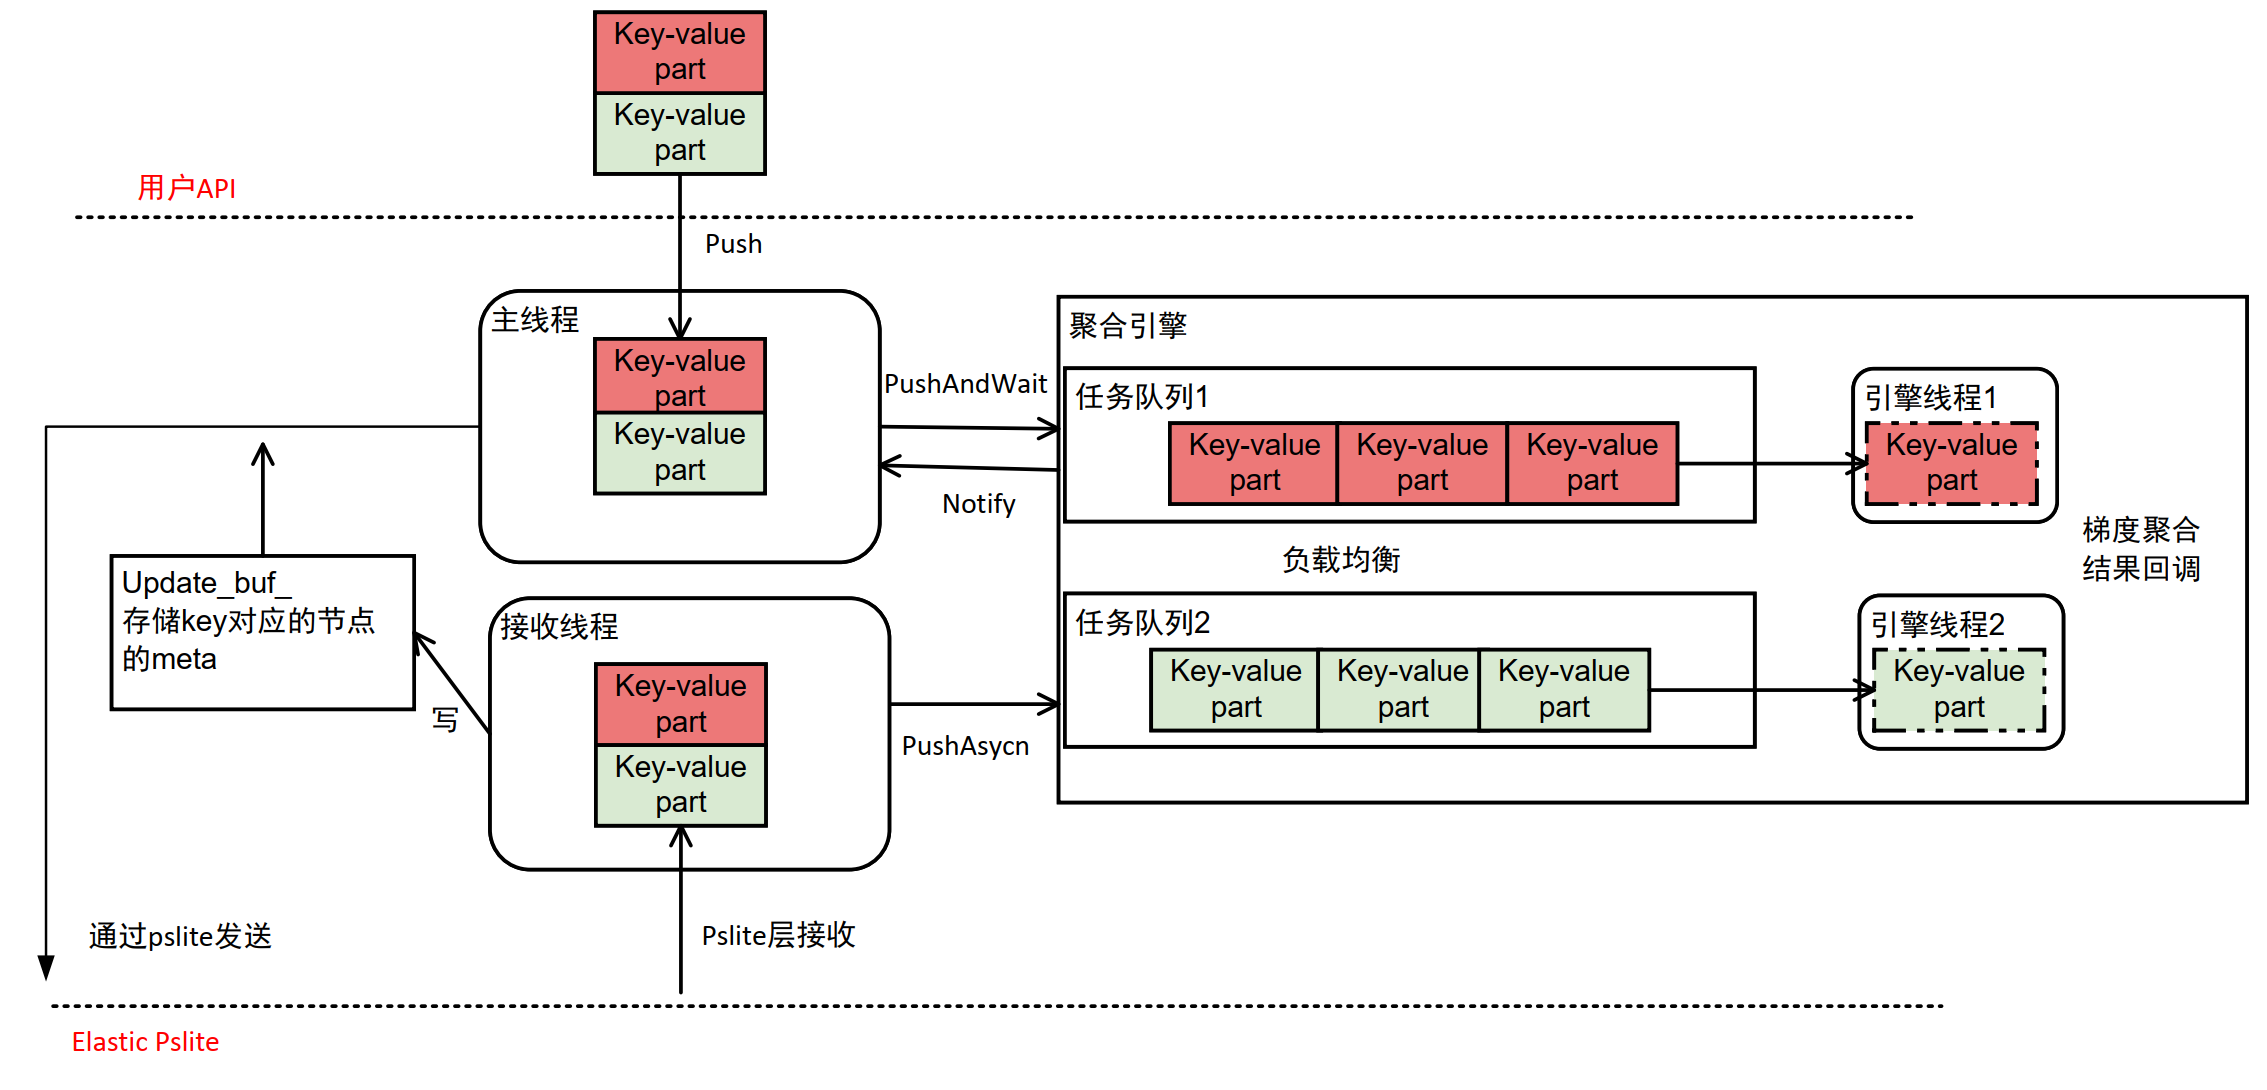 Key-value
part
Key-value
part
用户API
Push
主线程
Key-value
part
Key-value
part
PushAndWait
Notify
聚合引擎
任务队列1
Key-value
part
Key-value
part
Key-value
part
引擎线程1
Key-value
part
负载均衡
梯度聚合
结果回调
任务队列2
Key-value
part
Key-value
part
Key-value
part
引擎线程2
Key-value
part
Update_buf_
存储key对应的节点
的meta
写
接收线程
Key-value
part
Key-value
part
PushAsycn
通过pslite发送
Pslite层接收
Elastic Pslite